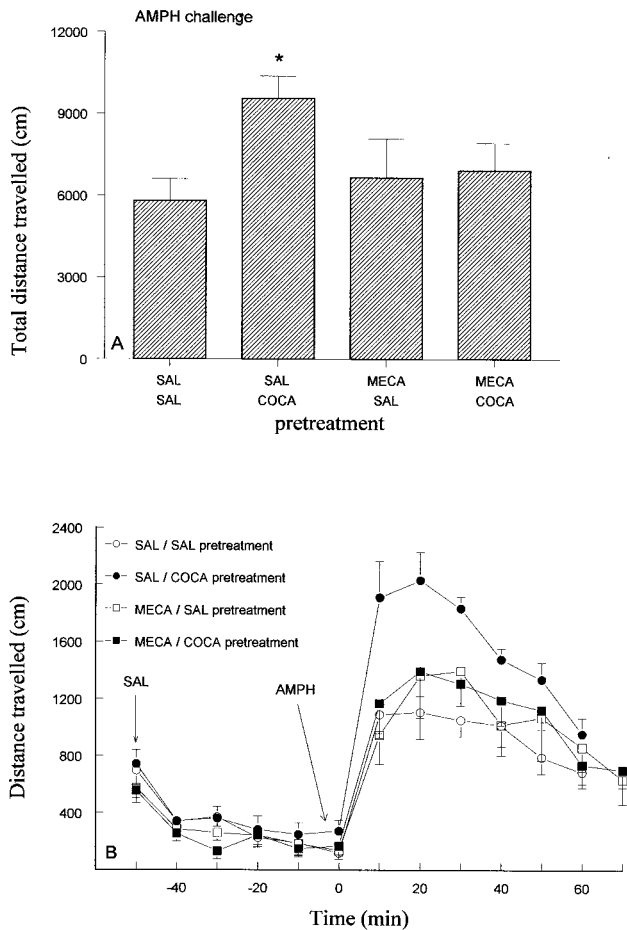 AMPH challenge
12000
9000
6000
3000
0
Total distance travelled (cm)
*
A
SAL SAL MECA MECA
SAL COCA SAL COCA
pretreatment
2400
2000
1600
1200
800
400
Distance travelled (cm)
SAL / SAL pretreatment
SAL / COCA pretreatment
MECA / SAL pretreatment
MECA / COCA pretreatment
SAL
AMPH
B
-40 -20 0 20 40 60
Time (min)